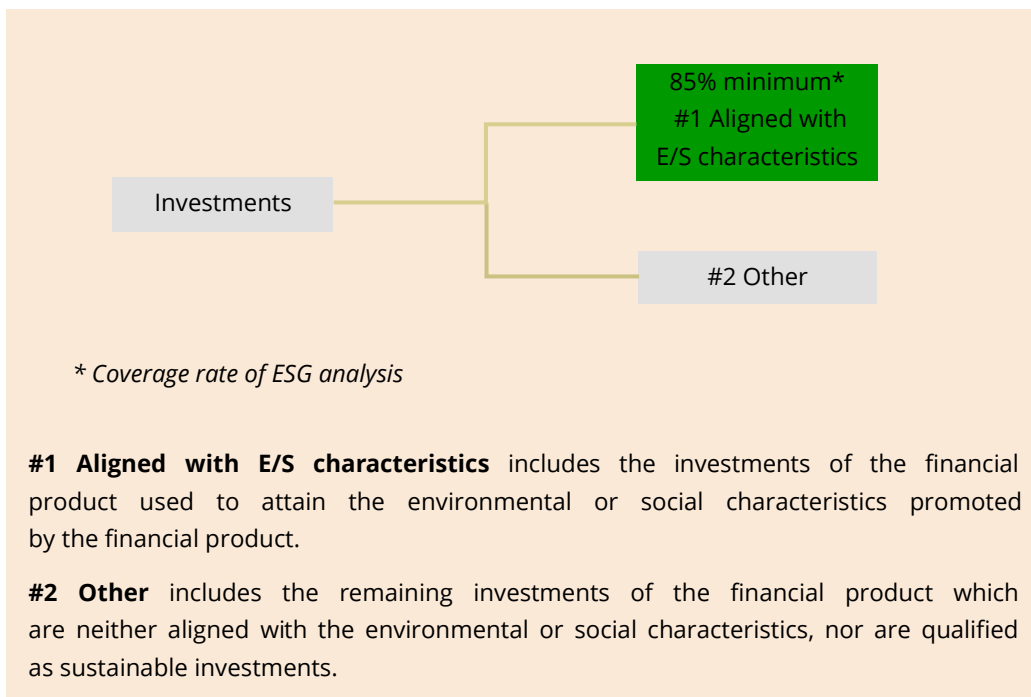 85% minimum*
#1 Aligned with
E/S characteristics
Investments
#2 Other
* Coverage rate of ESG analysis
#1 Aligned with E/S characteristics includes the investments of the financial
product used to attain the environmental or social characteristics promoted
by the financial product.
#2 Other includes the remaining investments of the financial product which
are neither aligned with the environmental or social characteristics, nor are qualified
as sustainable investments.